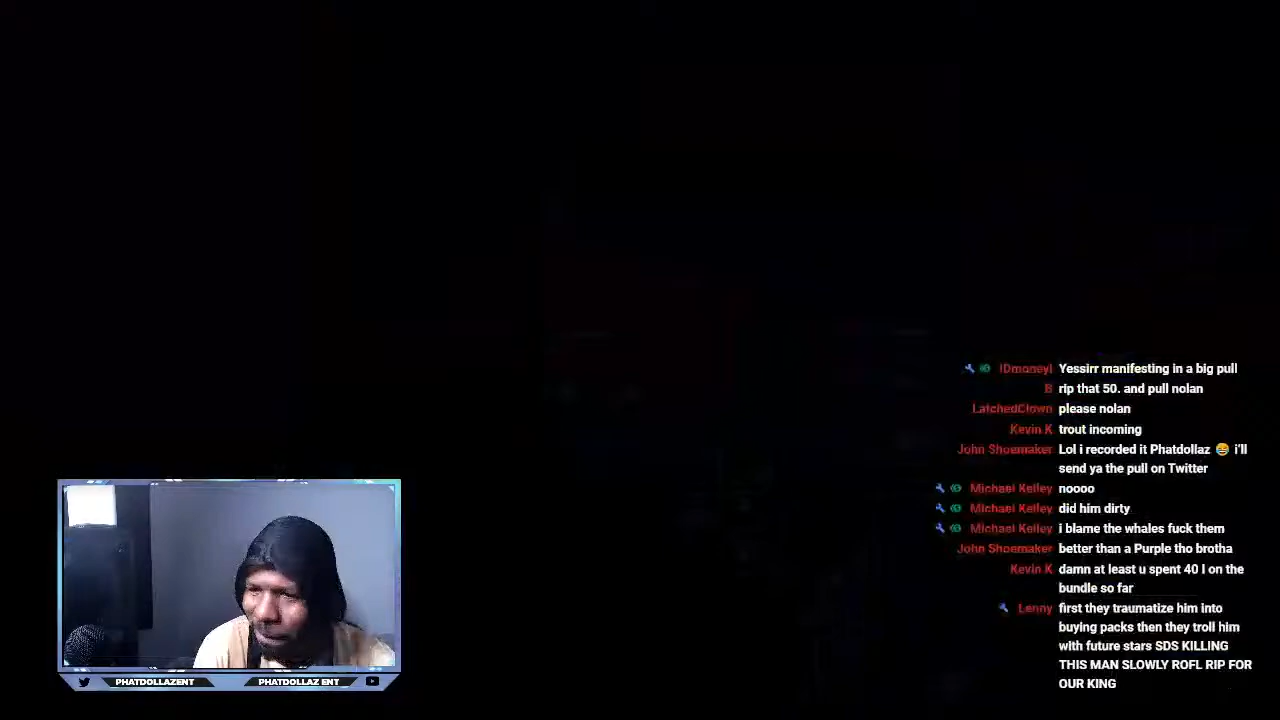 IDmoneyI Yessirr manifesting in a big pull
B rip that 50. and pull nolan
LatchedClown please nolan
Kevin K trout incoming
John Shoemaker Lol i recorded it Phatdollaz 😅 i'll
send ya the pull on Twitter
Michael Kelley noooo
Michael Kelley did him dirty
Michael Kelley i blame the whales fuck them
John Shoemaker better than a Purple tho brotha
Kevin K damn at least u spent 40 l on the
bundle so far
Lenny first they traumatize him into
buying packs then they troll him
with future stars SDS KILLING
THIS MAN SLOWLY ROFL RIP FOR
OUR KING
PHATDOLLAZENT PHATDOLLAZ ENT